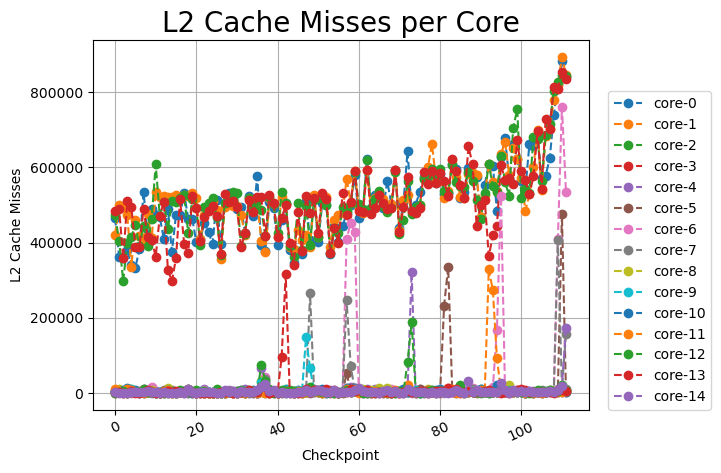 L2 Cache Misses per Core
L2 Cache Misses
800000
600000
400000
200000
0
0
20
40
60
80
100
Checkpoint
core-0
core-1
core-2
core-3
core-4
core-5
core-6
core-7
core-8
core-9
core-10
core-11
core-12
core-13
core-14